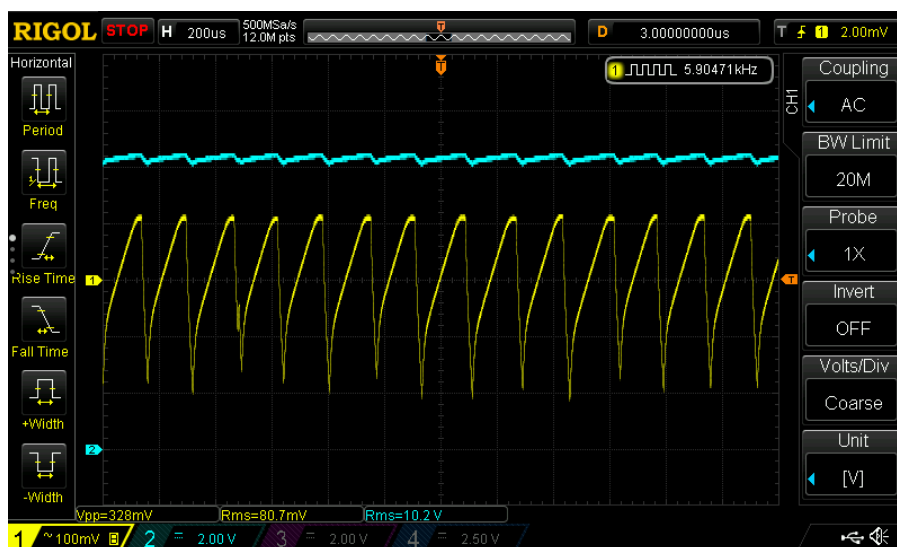 RIGOL STOP H 200us 500MSa/s 12.0M pts D 3.00000000us T 1 2.00mV
Horizontal
Period
Freq
Rise Time
Fall Time
+Width
-Width
T
1 5.90471kHz
1
2
T
CH1
Coupling
AC
BW Limit
20M
Probe
1X
Invert
OFF
Volts/Div
Coarse
Unit
[V]
Vpp=328mV Rms=80.7mV Rms=10.2 V
1 ~100mV B 2 = 2.00 V 3 = 2.00 V 4 = 2.50 V